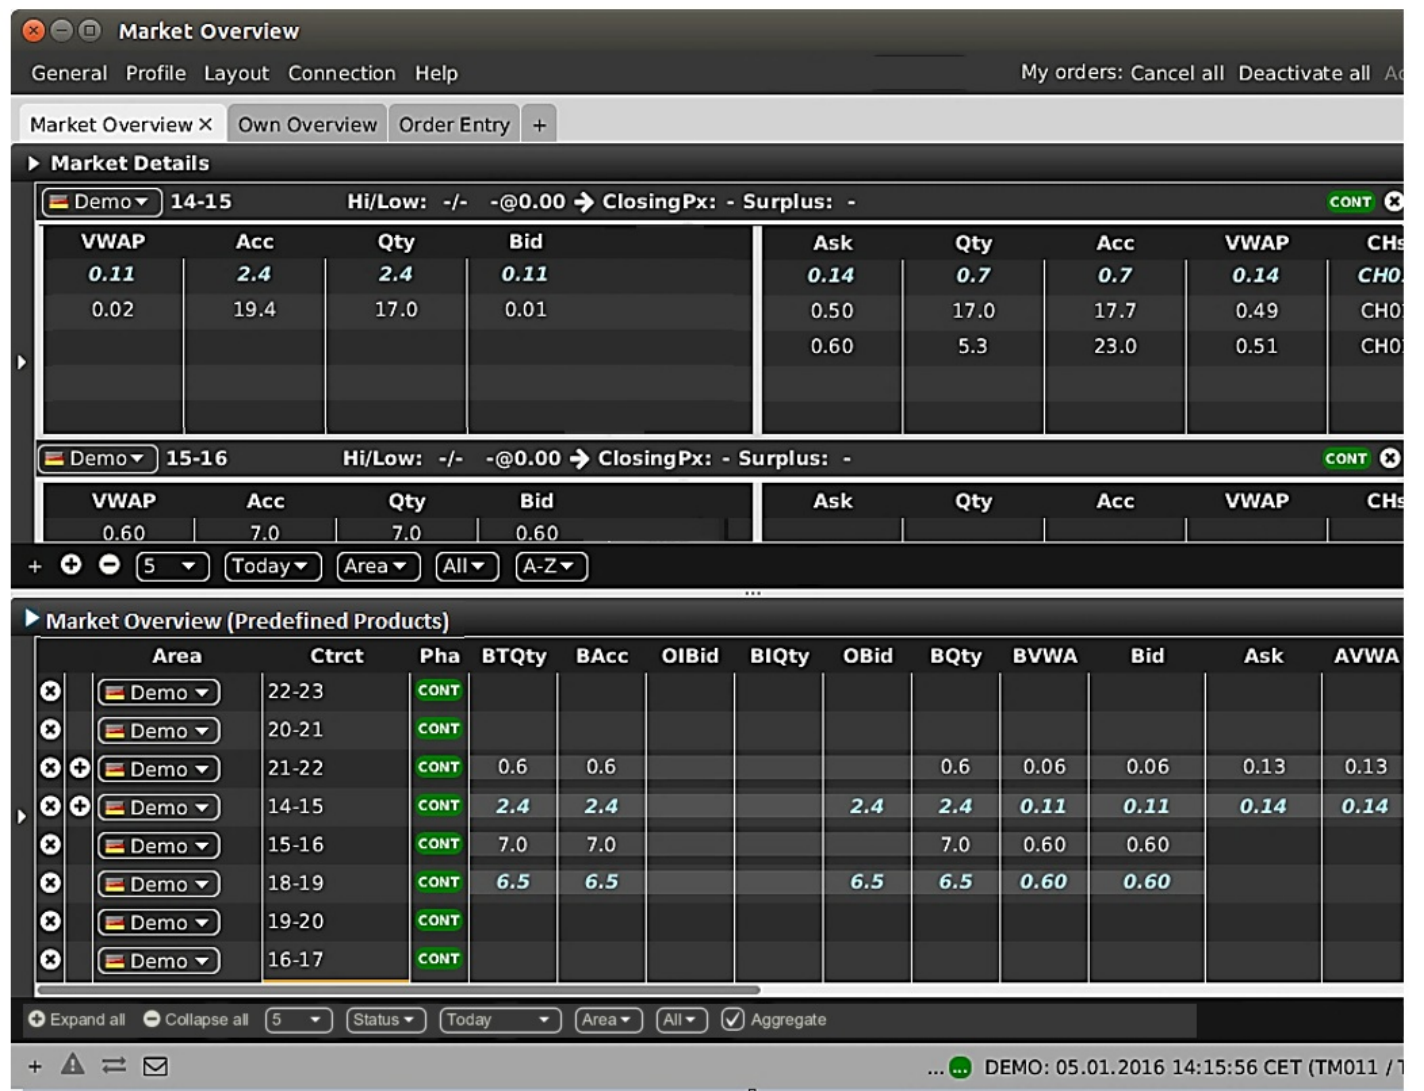 Market Overview
General Profile Layout Connection Help My orders: Cancel all Deactivate all
Market Overview × Own Overview Order Entry +
Market Details
Demo 14-15 Hi/Low: -/- -@0.00 → ClosingPx: - Surplus: - CONT
VWAP Acc Qty Bid Ask Qty Acc VWAP CHs
0.11 2.4 2.4 0.11 0.14 0.7 0.7 0.14 CH0
0.02 19.4 17.0 0.01 0.50 17.0 17.7 0.49 CH0
0.60 5.3 23.0 0.51 CH0
Demo 15-16 Hi/Low: -/- -@0.00 → ClosingPx: - Surplus: - CONT
VWAP Acc Qty Bid Ask Qty Acc VWAP CHs
0.60 7.0 7.0 0.60
+ 5 Today Area All A-Z
...
Market Overview (Predefined Products)
Area Ctrct Pha BTQty BAcc OIBid BIQty OBid BQty BVWA Bid Ask AVWA
Demo 22-23 CONT
Demo 20-21 CONT
Demo 21-22 CONT 0.6 0.6 0.6 0.06 0.06 0.13 0.13
Demo 14-15 CONT 2.4 2.4 2.4 2.4 0.11 0.11 0.14 0.14
Demo 15-16 CONT 7.0 7.0 7.0 0.60 0.60
Demo 18-19 CONT 6.5 6.5 6.5 6.5 0.60 0.60
Demo 19-20 CONT
Demo 16-17 CONT
Expand all Collapse all 5 Status Today Area All Aggregate
+ ... DEMO: 05.01.2016 14:15:56 CET (TM011 /